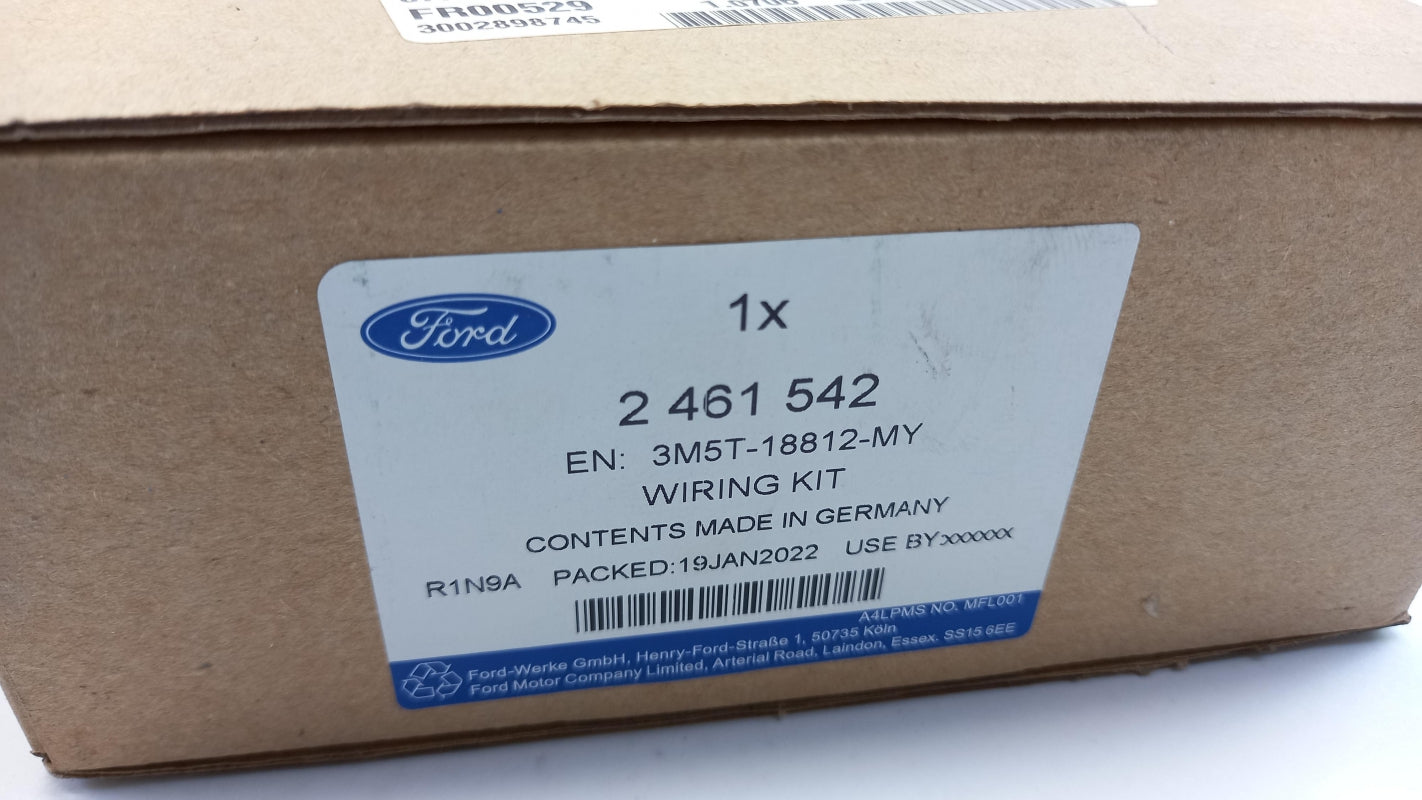 FR00529
3002898745
Ford
1x
2 461 542
EN: 3M5T-18812-MY
WIRING KIT
CONTENTS MADE IN GERMANY
R1N9A PACKED:19JAN2022 USE BY:xxxxxx
A4LPMS NO. MFL001
Ford-Werke GmbH, Henry-Ford-Straße 1, 50735 Köln
Ford Motor Company Limited, Arterial Road, Laindon, Essex. SS15 6EE